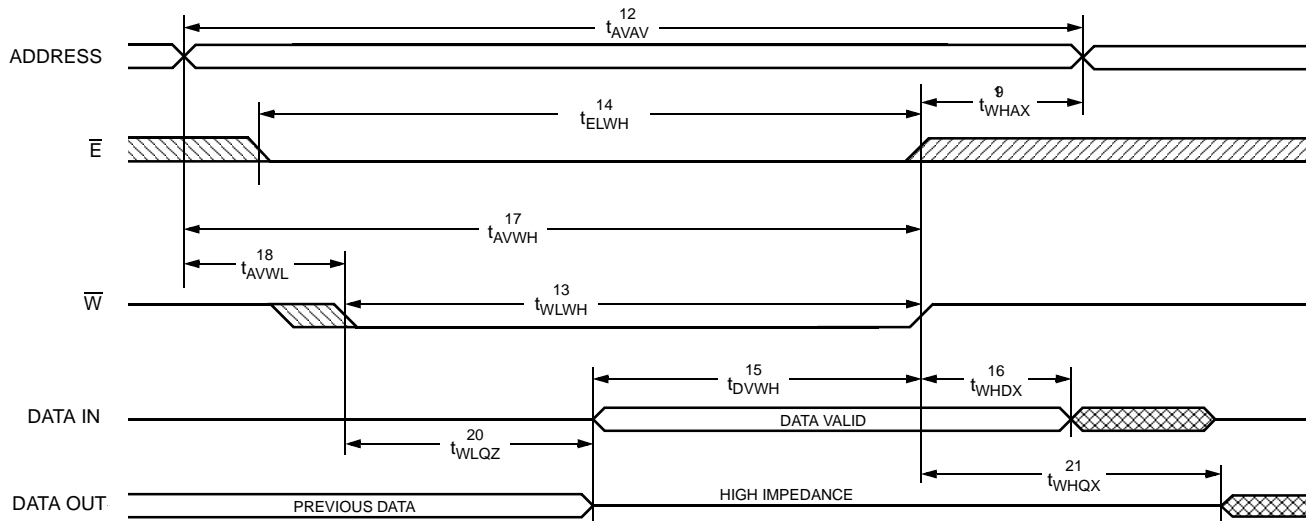 12
tAVAV
ADDRESS
14
tELWH
tWHAX
E
17
tAVWH
18
tAVWL
W
13
tWLWH
15
tDVWH
16
tWHDX
DATA IN
DATA VALID
20
tWLQZ
21
tWHQX
DATA OUT
PREVIOUS DATA
HIGH IMPEDANCE